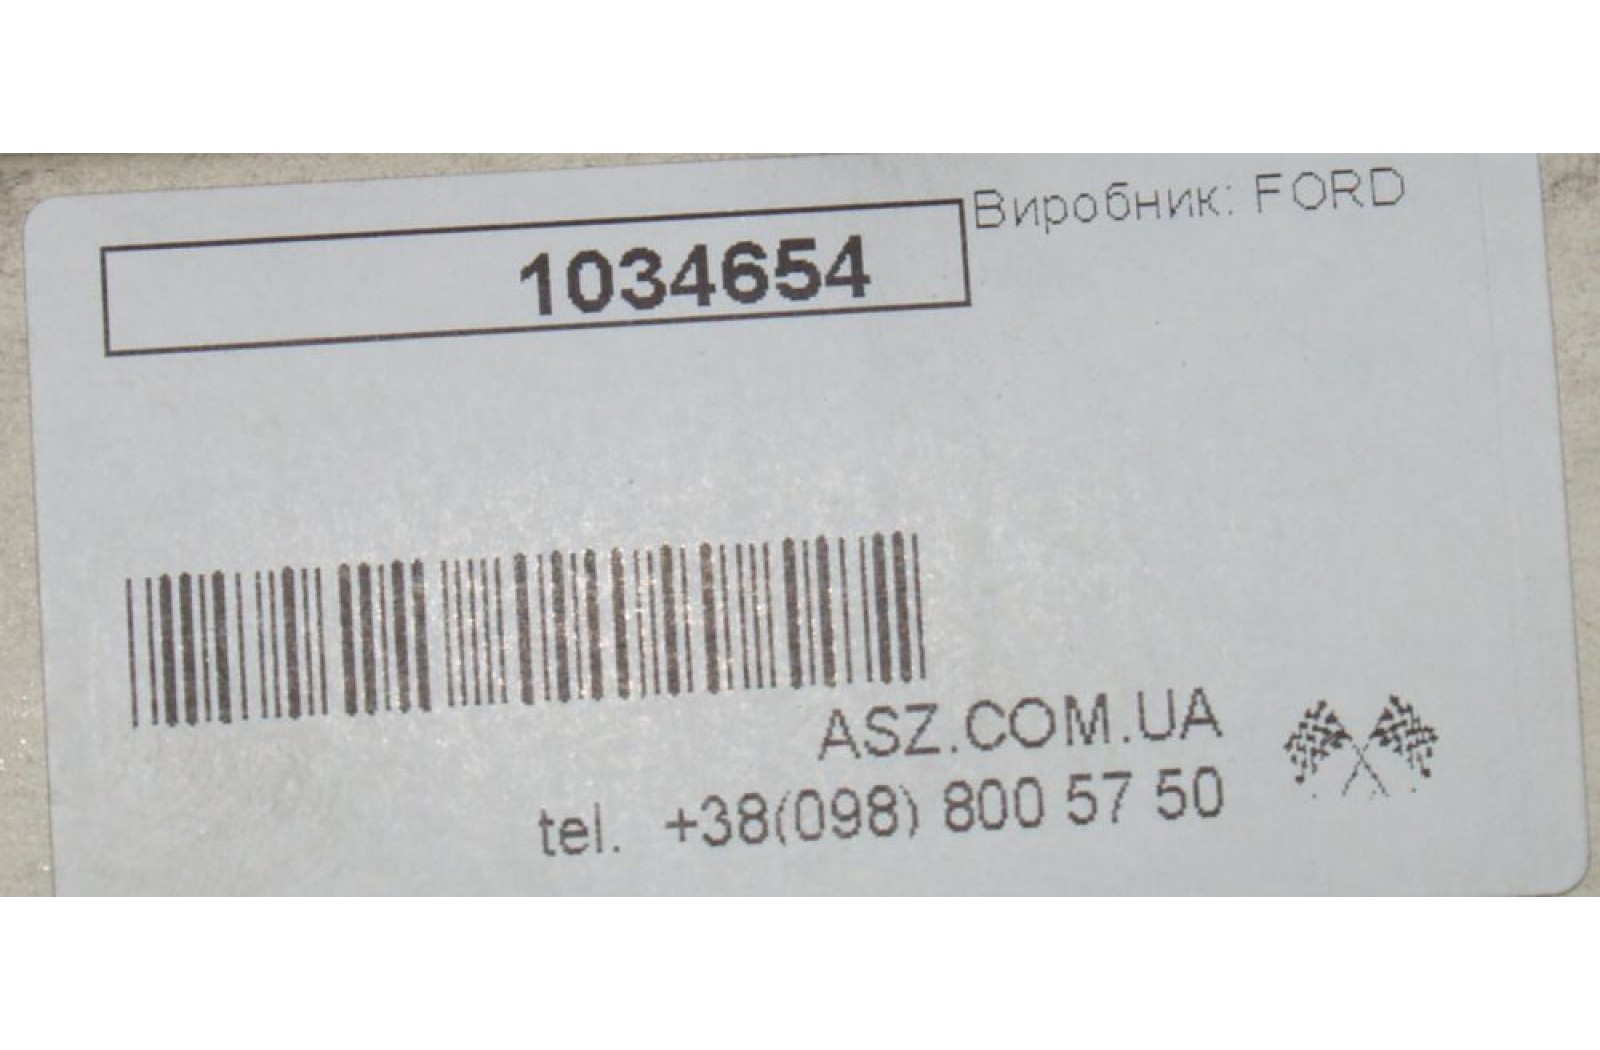 Виробник: FORD
1034654
ASZ.COM.UA
tel. +38(098) 800 57 50